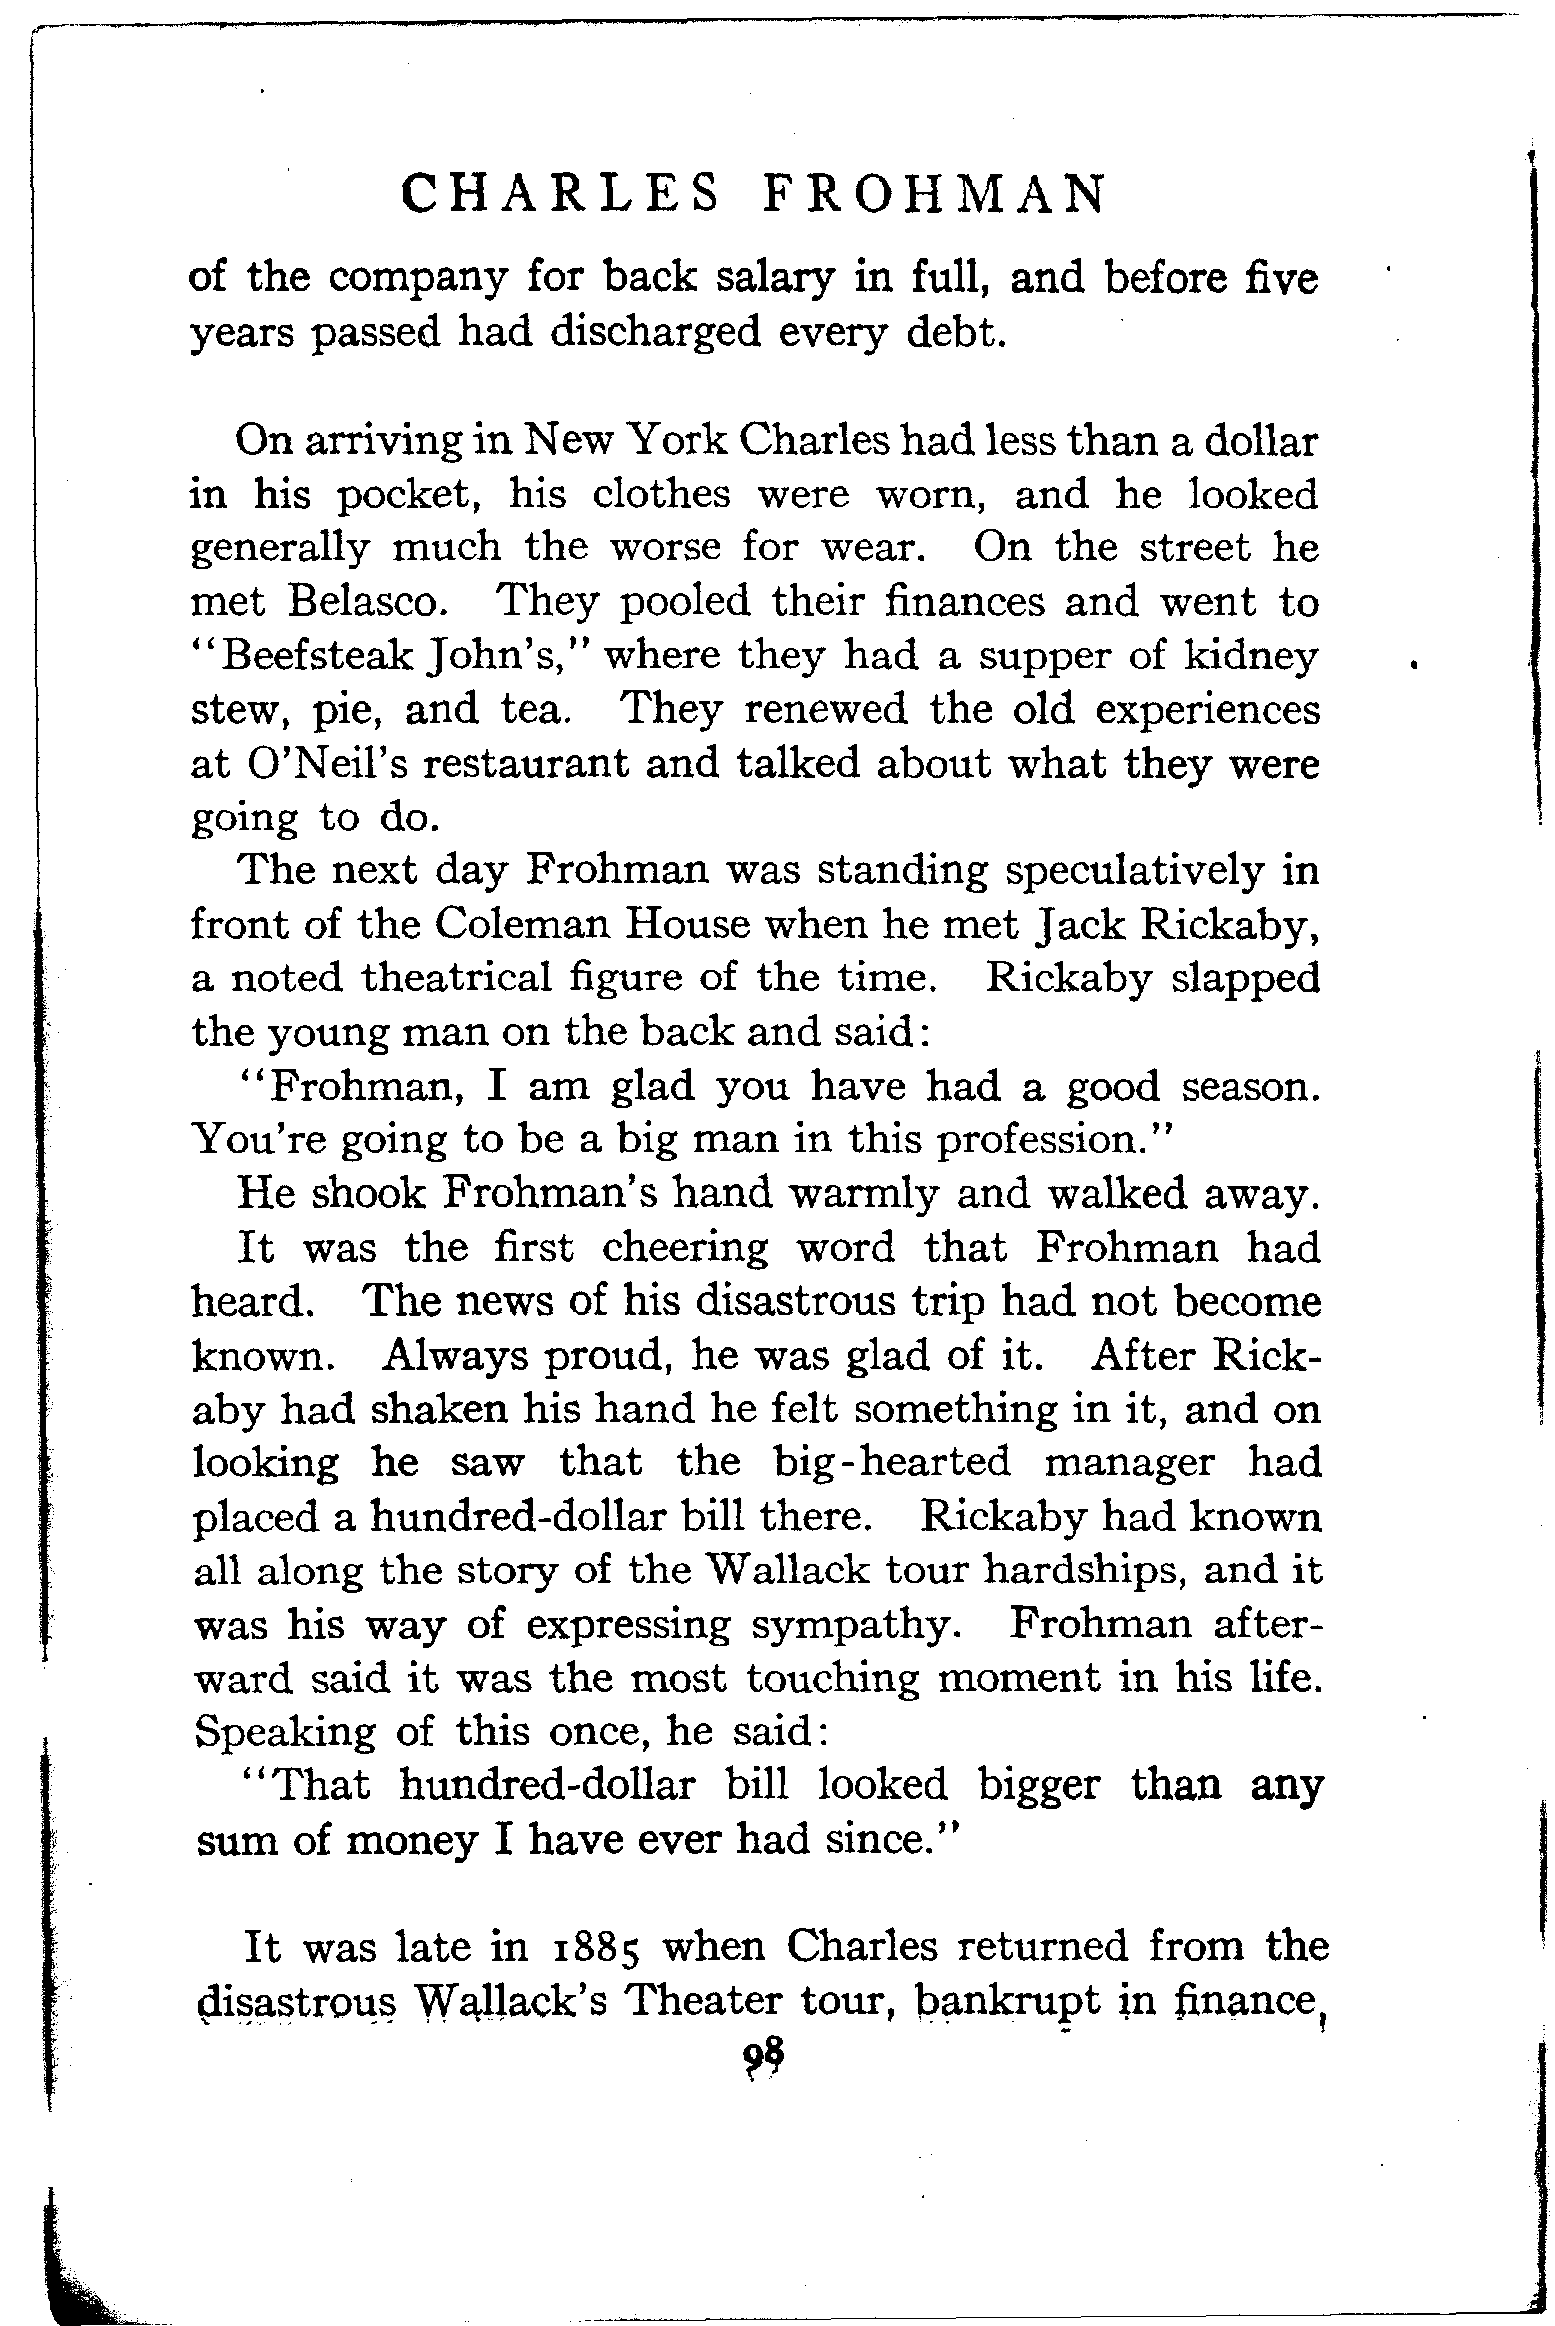 CHARLES FROHMAN
of the company for back salary in full, and before five
years passed had discharged every debt.
On arriving in New York Charles had less than a dollar
in his pocket, his clothes were worn, and he looked
generally much the worse for wear. On the street he
met Belasco. They pooled their finances and went to
"Beefsteak John's," where they had a supper of kidney
stew, pie, and tea. They renewed the old experiences
at O'Neil's restaurant and talked about what they were
going to do.
The next day Frohman was standing speculatively in
front of the Coleman House when he met Jack Rickaby,
a noted theatrical figure of the time. Rickaby slapped
the young man on the back and said:
"Frohman, I am glad you have had a good season.
You're going to be a big man in this profession."
He shook Frohman's hand warmly and walked away.
It was the first cheering word that Frohman had
heard. The news of his disastrous trip had not become
known. Always proud, he was glad of it. After Rick-
aby had shaken his hand he felt something in it, and on
looking he saw that the big-hearted manager had
placed a hundred-dollar bill there. Rickaby had known
all along the story of the Wallack tour hardships, and it
was his way of expressing sympathy. Frohman after-
ward said it was the most touching moment in his life.
Speaking of this once, he said:
"That hundred-dollar bill looked bigger than any
sum of money I have ever had since."
It was late in 1885 when Charles returned from the
disastrous Wallack's Theater tour, bankrupt in finance,
98